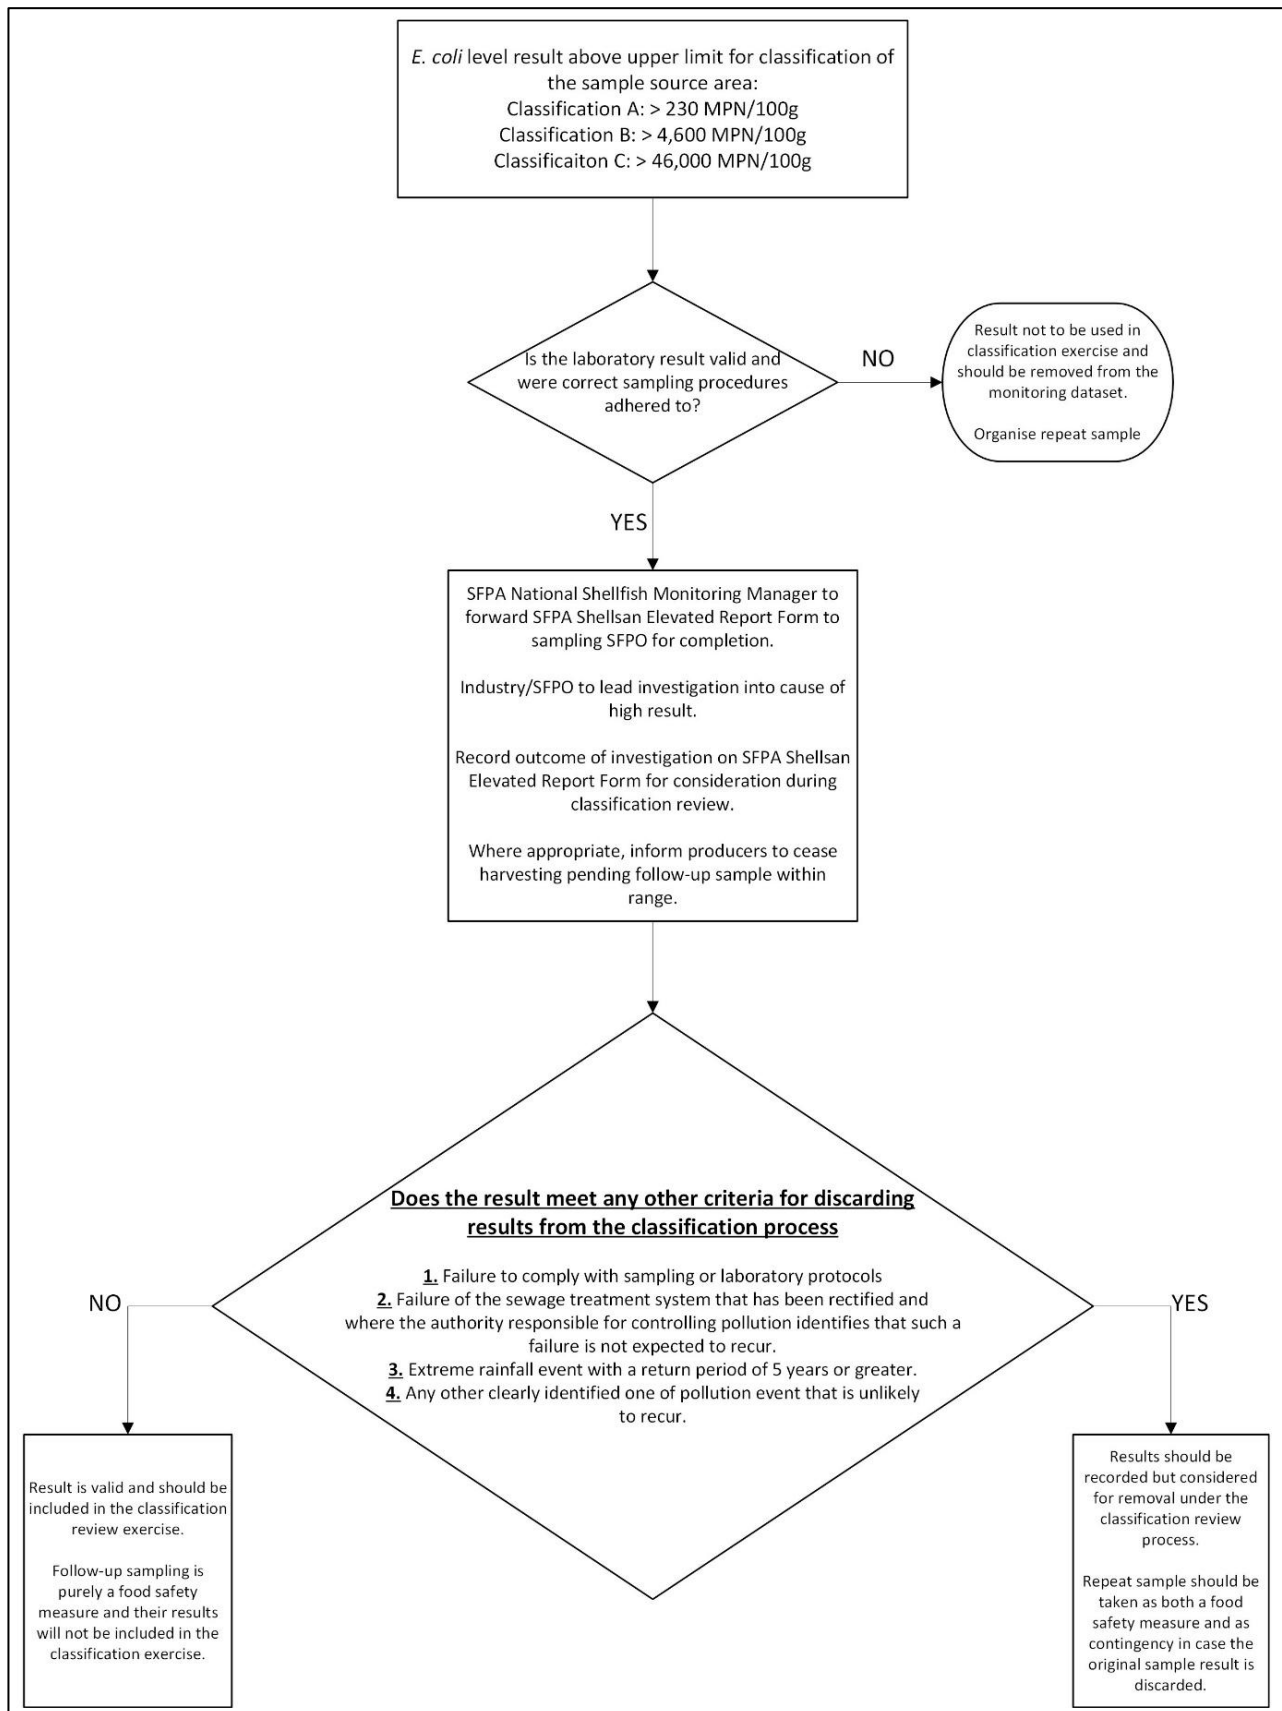 E. coli level result above upper limit for classification of
the sample source area:
Classification A: > 230 MPN/100g
Classification B: > 4,600 MPN/100g
Classificaiton C: > 46,000 MPN/100g
Is the laboratory result valid and
were correct sampling procedures
adhered to?
NO
Result not to be used in
classification exercise and
should be removed from the
monitoring dataset.
Organise repeat sample
YES
SFPA National Shellfish Monitoring Manager to
forward SFPA Shellsan Elevated Report Form to
sampling SFPO for completion.
Industry/SFPO to lead investigation into cause of
high result.
Record outcome of investigation on SFPA Shellsan
Elevated Report Form for consideration during
classification review.
Where appropriate, inform producers to cease
harvesting pending follow-up sample within
range.
Does the result meet any other criteria for discarding
results from the classification process
1. Failure to comply with sampling or laboratory protocols
2. Failure of the sewage treatment system that has been rectified and
where the authority responsible for controlling pollution identifies that such a
failure is not expected to recur.
3. Extreme rainfall event with a return period of 5 years or greater.
4. Any other clearly identified one of pollution event that is unlikely
to recur.
NO
Result is valid and should be
included in the classification
review exercise.
Follow-up sampling is
purely a food safety
measure and their results
will not be included in the
classification exercise.
YES
Results should be
recorded but considered
for removal under the
classification review
process.
Repeat sample should be
taken as both a food
safety measure and as
contingency in case the
original sample result is
discarded.